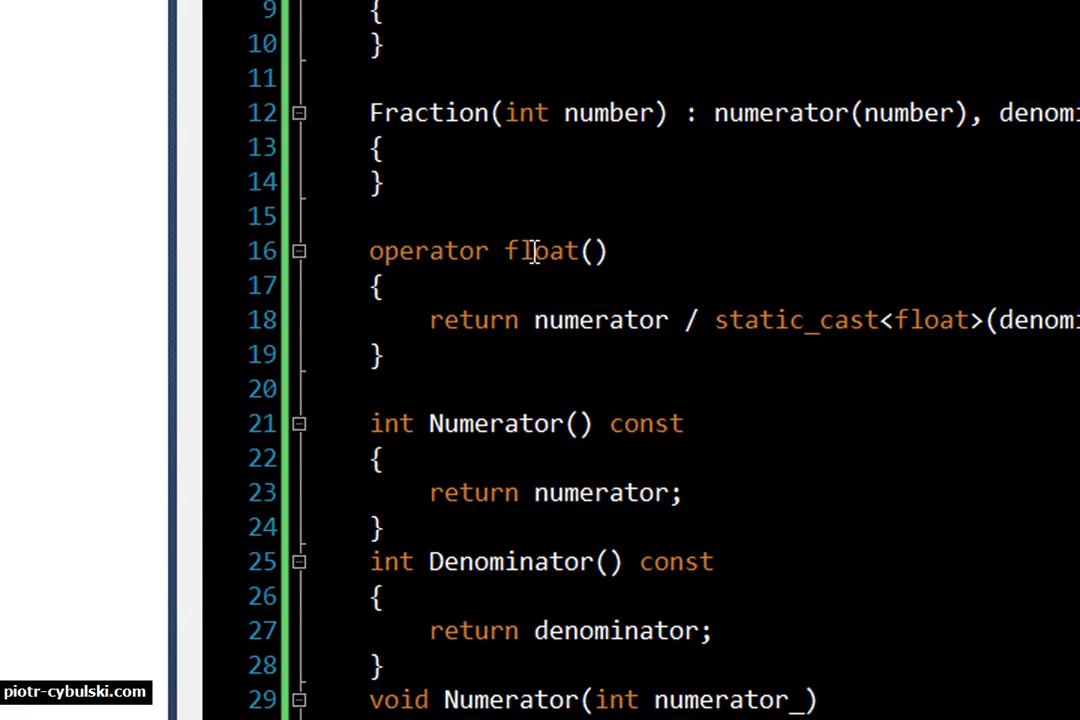 9 {
10 }
11
12 Fraction(int number) : numerator(number), denomi
13 {
14 }
15
16 operator float()
17 {
18 return numerator / static_cast<float>(denomi
19 }
20
21 int Numerator() const
22 {
23 return numerator;
24 }
25 int Denominator() const
26 {
27 return denominator;
28 }
29 void Numerator(int numerator_)
piotr-cybulski.com